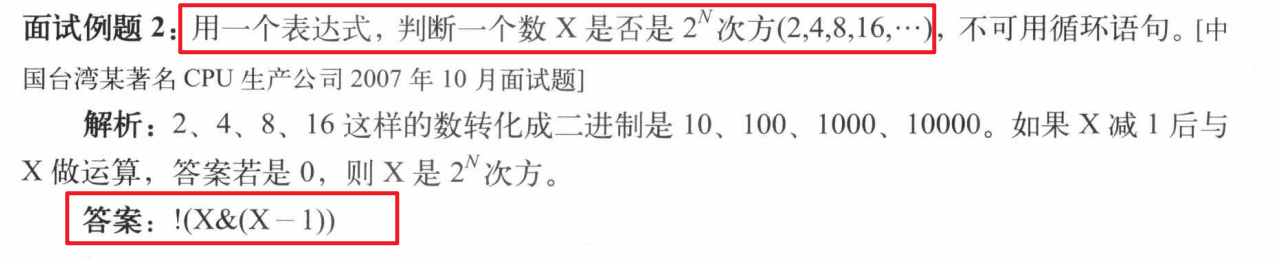 面试例题 2：用一个表达式，判断一个数 X 是否是 2^N 次方(2,4,8,16,…)，不可用循环语句。[中
国台湾某著名 CPU 生产公司 2007 年 10 月面试题]
解析：2、4、8、16 这样的数转化成二进制是 10、100、1000、10000。如果 X 减 1 后与
X 做运算，答案若是 0，则 X 是 2^N 次方。
答案：!(X&(X－1))